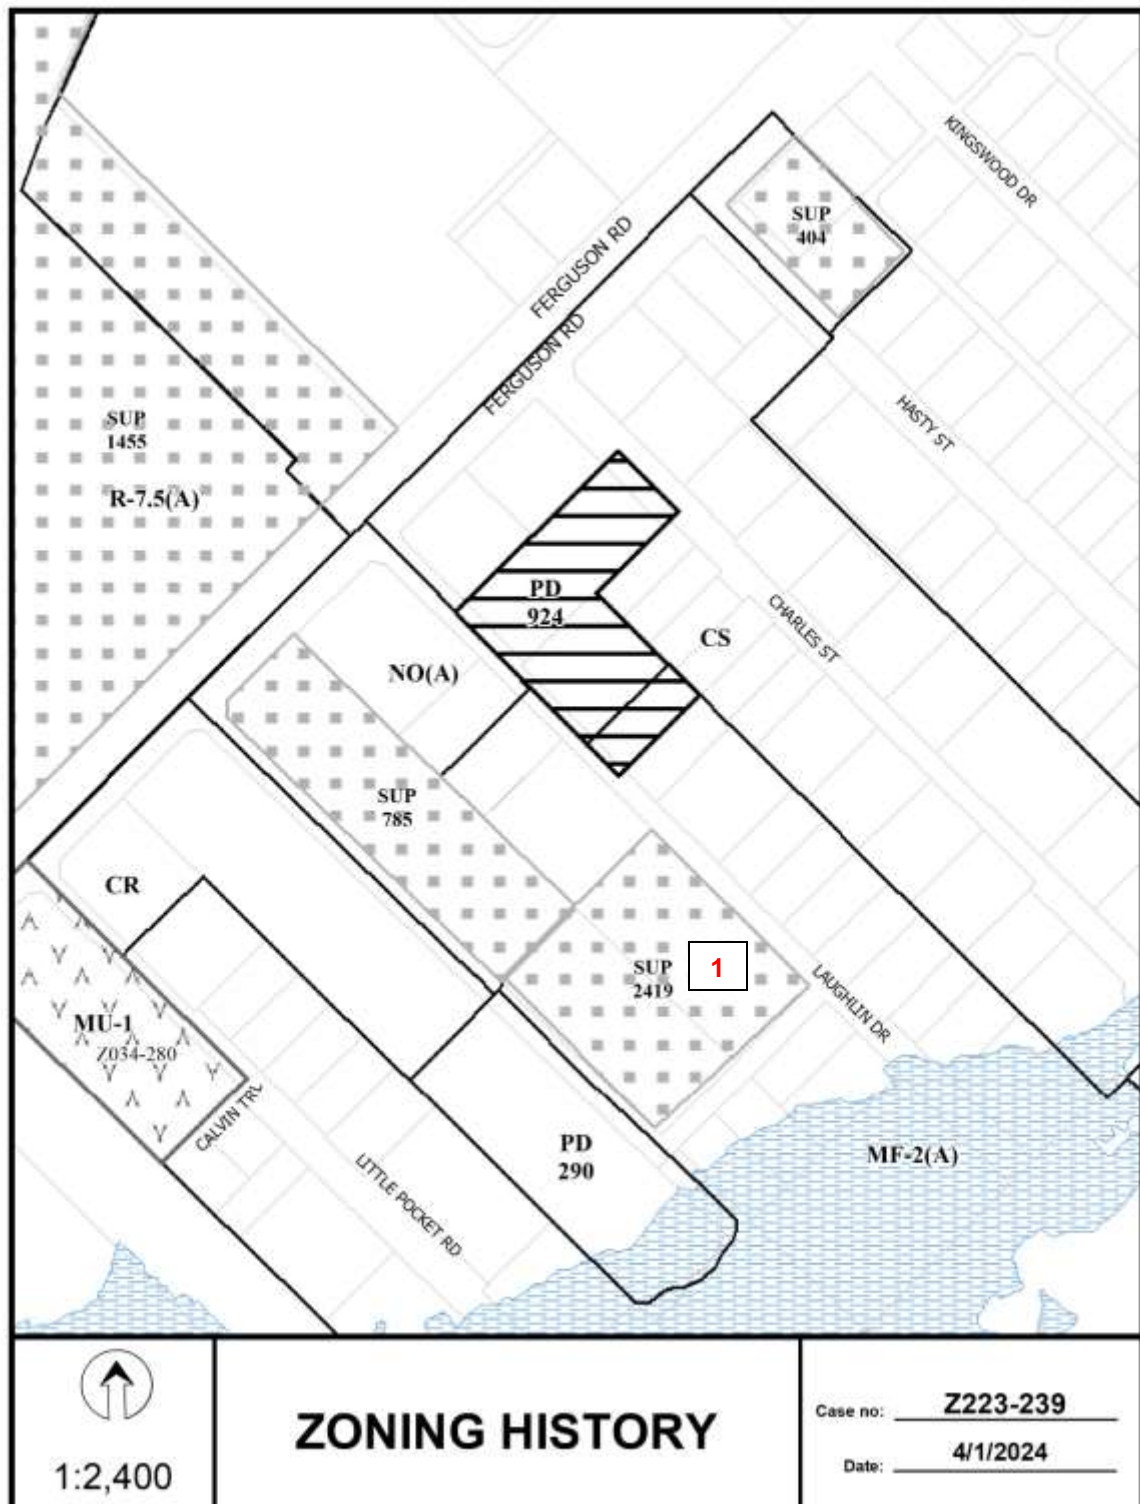 KINGSWOOD DR
SUP
404
FERGUSON RD
FERGUSON RD
HASTY ST
SUP
1455
R-7.5(A)
PD
924
CHARLES ST
CS
NO(A)
SUP
785
CR
SUP
2419
1
LAUGHLIN DR
MU-1
Z034-280
CALVIN TRL
PD
290
MF-2(A)
LITTLE POCKET RD
1:2,400
ZONING HISTORY
Case no: Z223-239
Date: 4/1/2024